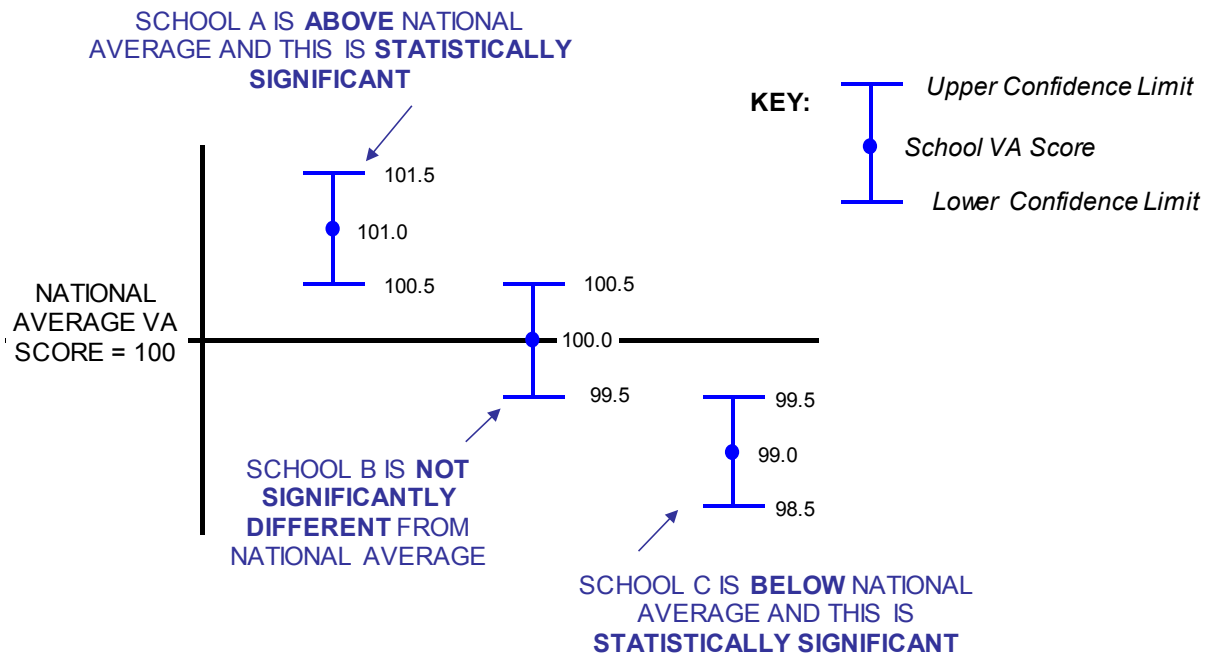 SCHOOL A IS ABOVE NATIONAL
AVERAGE AND THIS IS STATISTICALLY
SIGNIFICANT
KEY:
Upper Confidence Limit
School VA Score
Lower Confidence Limit
101.5
101.0
100.5
NATIONAL
AVERAGE VA
SCORE = 100
100.5
100.0
99.5
99.5
99.0
98.5
SCHOOL B IS NOT
SIGNIFICANTLY
DIFFERENT FROM
NATIONAL AVERAGE
SCHOOL C IS BELOW NATIONAL
AVERAGE AND THIS IS
STATISTICALLY SIGNIFICANT